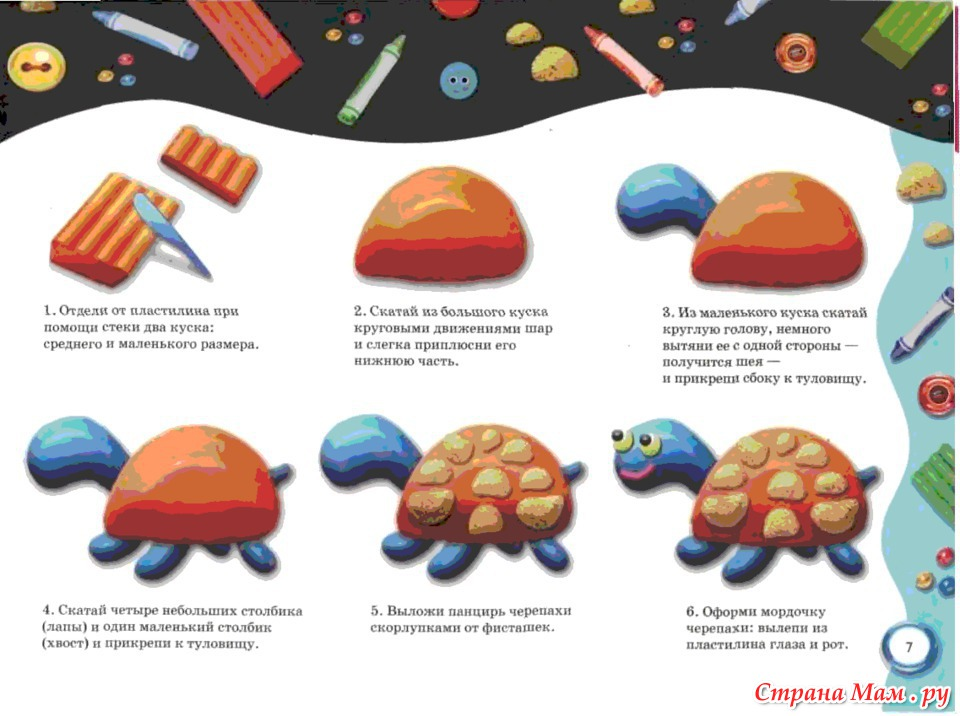 1. Отдели от пластилина при
помощи стеки два куска:
среднего и маленького размера.
2. Скатай из большого куска
круговыми движениями шар
и слегка приплюсни его
нижнюю часть.
3. Из маленького куска скатай
круглую голову, немного
вытяни ее с одной стороны —
получится шея —
и прикрепи сбоку к туловищу.
4. Скатай четыре небольших столбика
(лапы) и один маленький столбик
(хвост) и прикрепи к туловищу.
5. Выложи панцирь черепахи
скорлупками от фисташек.
6. Оформи мордочку
черепахи: вылепи из
пластилина глаза и рот.
7
Страна Мам.ру